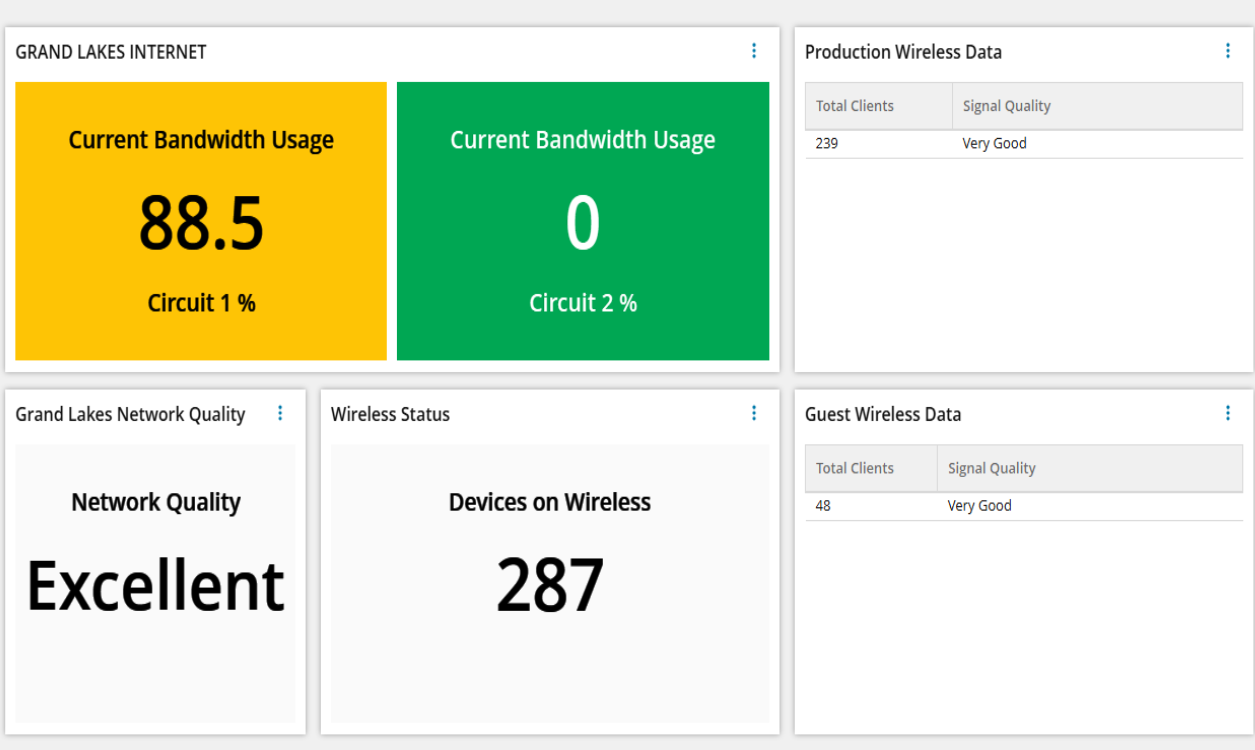 GRAND LAKES INTERNET
Current Bandwidth Usage
88.5
Circuit 1 %
Current Bandwidth Usage
0
Circuit 2 %
Production Wireless Data
Total Clients Signal Quality
239 Very Good
Grand Lakes Network Quality
Network Quality
Excellent
Wireless Status
Devices on Wireless
287
Guest Wireless Data
Total Clients Signal Quality
48 Very Good